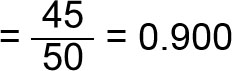 = 45/50 = 0.900